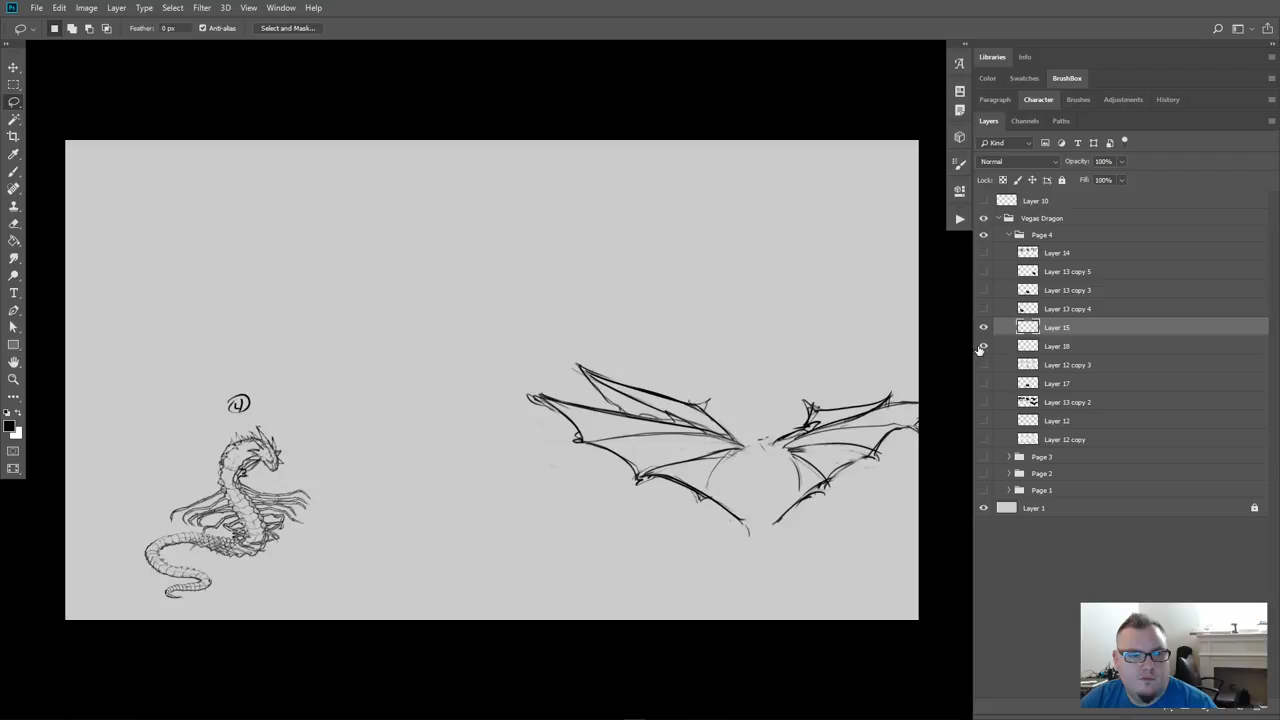 Ps File Edit Image Layer Type Select Filter 3D View Window Help
Feather: 0 px Anti-alias Select and Mask...
Libraries Info
Color Swatches BrushBox
Paragraph Character Brushes Adjustments History
Layers Channels Paths
Kind
Normal Opacity: 100%
Lock: Fill: 100%
Layer 10
Vegas Dragon
Page 4
Layer 14
Layer 13 copy 5
Layer 13 copy 3
Layer 13 copy 4
Layer 15
Layer 18
Layer 12 copy 3
Layer 17
Layer 13 copy 2
Layer 12
Layer 12 copy
Page 3
Page 2
Page 1
Layer 1
4